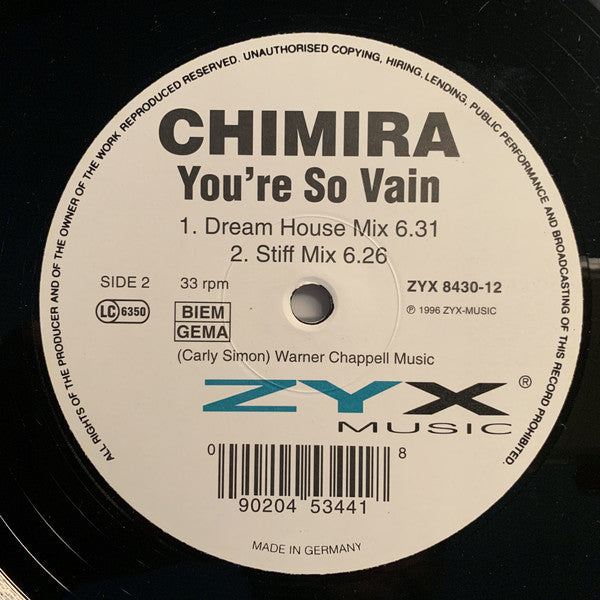 ALL RIGHTS OF THE PRODUCER AND OF THE OWNER OF THE WORK REPRODUCED RESERVED. UNAUTHORISED COPYING, HIRING, LENDING, PUBLIC PERFORMANCE AND BROADCASTING OF THIS RECORD PROHIBITED.
CHIMIRA
You're So Vain
1. Dream House Mix 6.31
2. Stiff Mix 6.26
SIDE 2 33 rpm ZYX 8430-12
LC 6350 BIEM ℗ 1996 ZYX-MUSIC
GEMA
(Carly Simon) Warner Chappell Music
ZYX®
MUSIC
0 8
90204 53441
MADE IN GERMANY